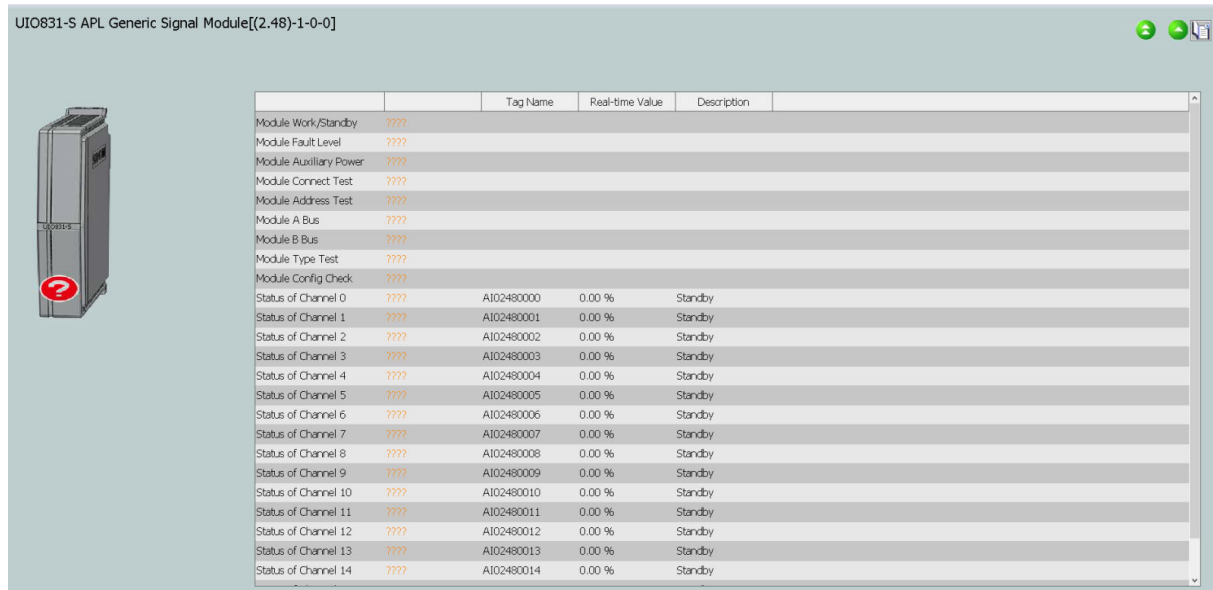 UIO831-S APL Generic Signal Module[(2.48)-1-0-0]
Tag Name Real-time Value Description
Module Work/Standby ????
Module Fault Level ????
Module Auxiliary Power ????
Module Connect Test ????
Module Address Test ????
Module A Bus ????
Module B Bus ????
Module Type Test ????
Module Config Check ????
Status of Channel 0 ???? AI02480000 0.00 % Standby
Status of Channel 1 ???? AI02480001 0.00 % Standby
Status of Channel 2 ???? AI02480002 0.00 % Standby
Status of Channel 3 ???? AI02480003 0.00 % Standby
Status of Channel 4 ???? AI02480004 0.00 % Standby
Status of Channel 5 ???? AI02480005 0.00 % Standby
Status of Channel 6 ???? AI02480006 0.00 % Standby
Status of Channel 7 ???? AI02480007 0.00 % Standby
Status of Channel 8 ???? AI02480008 0.00 % Standby
Status of Channel 9 ???? AI02480009 0.00 % Standby
Status of Channel 10 ???? AI02480010 0.00 % Standby
Status of Channel 11 ???? AI02480011 0.00 % Standby
Status of Channel 12 ???? AI02480012 0.00 % Standby
Status of Channel 13 ???? AI02480013 0.00 % Standby
Status of Channel 14 ???? AI02480014 0.00 % Standby
UIO831-S
?